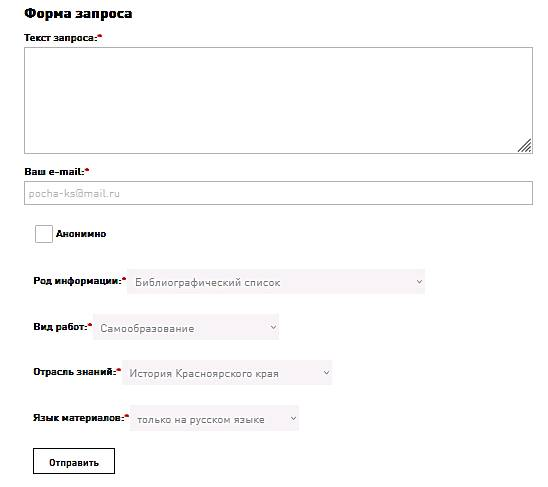 Форма запроса
Текст запроса:*
Ваш e-mail:*
pocha-ks@mail.ru
Анонимно
Род информации:* Библиографический список
Вид работ:* Самообразование
Отрасль знаний:* История Красноярского края
Язык материалов:* только на русском языке
Отправить